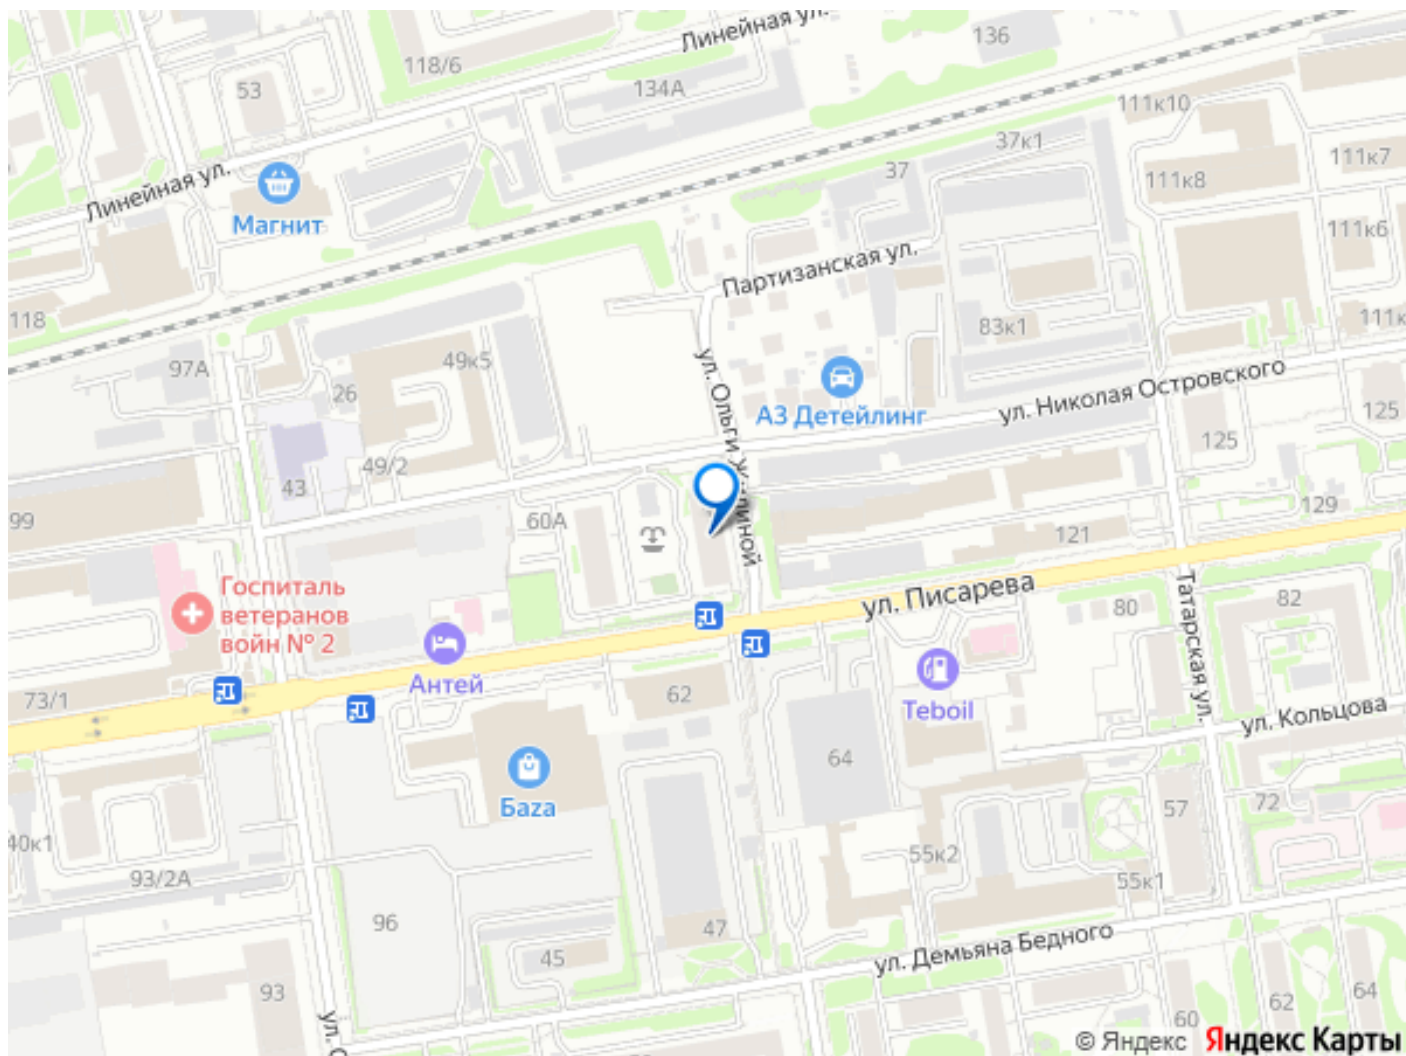 Линейная ул.
136
118/6
53
134А
111к10
37к1
111к7
37
111к8
Линейная ул.
Магнит
111к6
Партизанская ул.
118
83к1
111к
97А
49к5
ул. Ольги Ж
линой
26
АЗ Детейлинг
ул. Николая Островского
125
125
49/2
43
99
60А
129
121
Госпиталь
ветеранов
войн № 2
ул. Писарева
80
82
Татарская ул.
Антей
73/1
62
Teboil
ул. Кольцова
64
Баzа
57
72
40к1
55к2
93/2А
55к1
96
47
ул. Демьяна Бедного
45
93
62
64
60
ул. С
© Яндекс Яндекс Карты